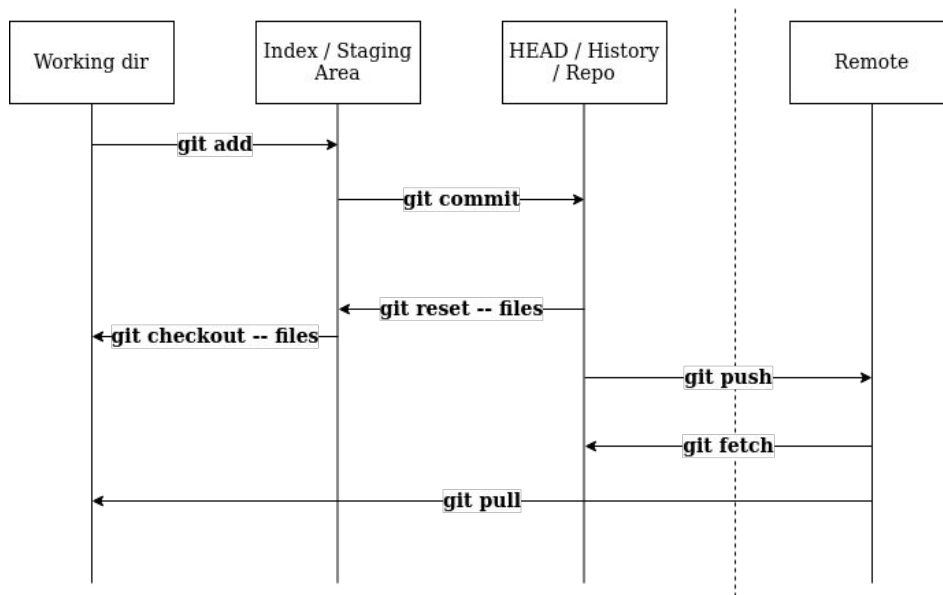 Working dir
Index / Staging
Area
HEAD / History
/ Repo
Remote
git add
git commit
git reset -- files
git checkout -- files
git push
git fetch
git pull